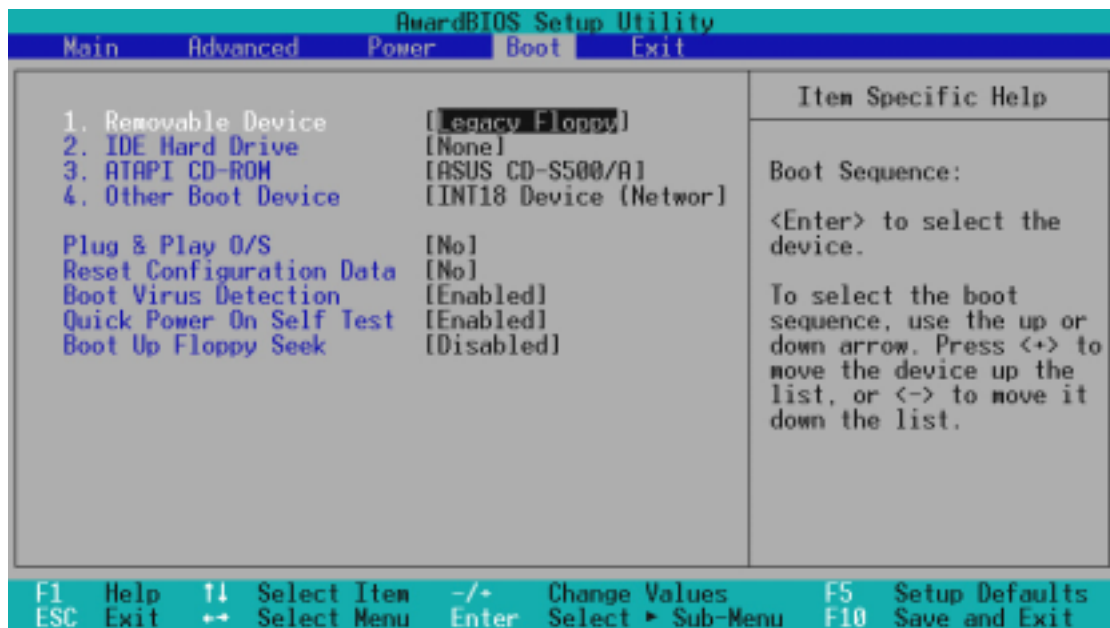 AwardBIOS Setup Utility
Main Advanced Power Boot Exit
1. Removable Device [Legacy Floppy]
2. IDE Hard Drive [None]
3. ATAPI CD-ROM [ASUS CD-S500/A]
4. Other Boot Device [INT18 Device (Networ]
Plug & Play O/S [No]
Reset Configuration Data [No]
Boot Virus Detection [Enabled]
Quick Power On Self Test [Enabled]
Boot Up Floppy Seek [Disabled]
Item Specific Help
Boot Sequence:
<Enter> to select the
device.
To select the boot
sequence, use the up or
down arrow. Press <+> to
move the device up the
list, or <-> to move it
down the list.
F1 Help ↑↓ Select Item -/+ Change Values F5 Setup Defaults
ESC Exit ←→ Select Menu Enter Select ► Sub-Menu F10 Save and Exit